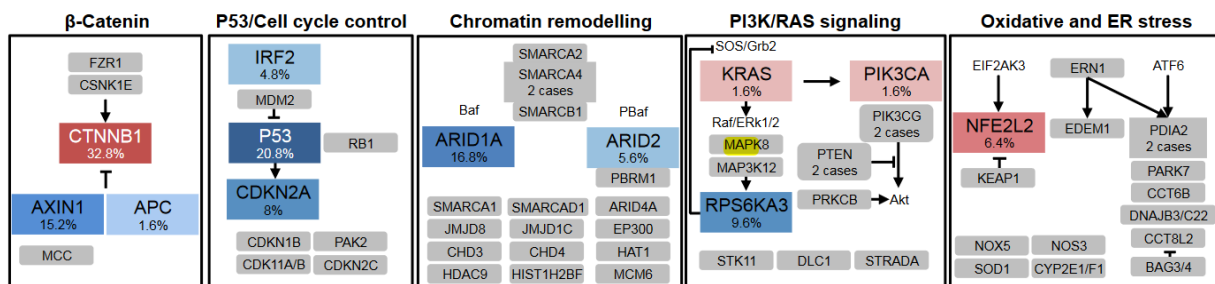 β-Catenin
FZR1
CSNK1E
CTNNB1
32.8%
AXIN1
15.2%
APC
1.6%
MCC
P53/Cell cycle control
IRF2
4.8%
MDM2
P53
20.8%
RB1
CDKN2A
8%
CDKN1B
PAK2
CDK11A/B
CDKN2C
Chromatin remodelling
SMARCA2
SMARCA4
2 cases
SMARCB1
Baf
PBaf
ARID1A
16.8%
ARID2
5.6%
PBRM1
SMARCA1
SMARCAD1
ARID4A
JMJD8
JMJD1C
EP300
CHD3
CHD4
HAT1
HDAC9
HIST1H2BF
MCM6
PI3K/RAS signaling
SOS/Grb2
KRAS
1.6%
PIK3CA
1.6%
Raf/ERk1/2
MAPK8
MAP3K12
PIK3CG
2 cases
PTEN
2 cases
RPS6KA3
9.6%
PRKCB
Akt
STK11
DLC1
STRADA
Oxidative and ER stress
EIF2AK3
ERN1
ATF6
NFE2L2
6.4%
EDEM1
PDIA2
2 cases
KEAP1
PARK7
CCT6B
DNAJB3/C22
CCT8L2
BAG3/4
NOX5
NOS3
SOD1
CYP2E1/F1